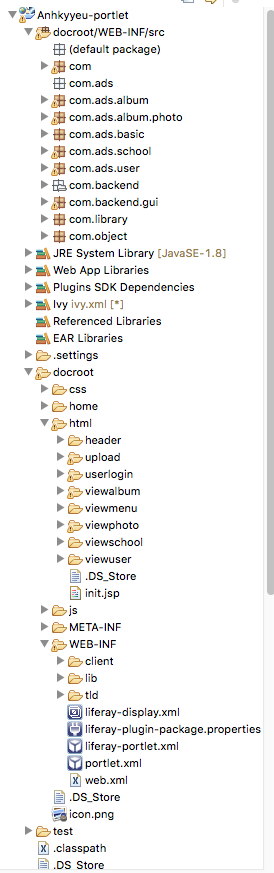 Anhkyyeu-portlet
docroot/WEB-INF/src
(default package)
com
com.ads
com.ads.album
com.ads.album.photo
com.ads.basic
com.ads.school
com.ads.user
com.backend
com.backend.gui
com.library
com.object
JRE System Library [JavaSE-1.8]
Web App Libraries
Plugins SDK Dependencies
Ivy ivy.xml [*]
Referenced Libraries
EAR Libraries
.settings
docroot
css
home
html
header
upload
userlogin
viewalbum
viewmenu
viewphoto
viewschool
viewuser
.DS_Store
init.jsp
js
META-INF
WEB-INF
client
lib
tld
liferay-display.xml
liferay-plugin-package.properties
liferay-portlet.xml
portlet.xml
web.xml
.DS_Store
icon.png
test
.classpath
.DS_Store